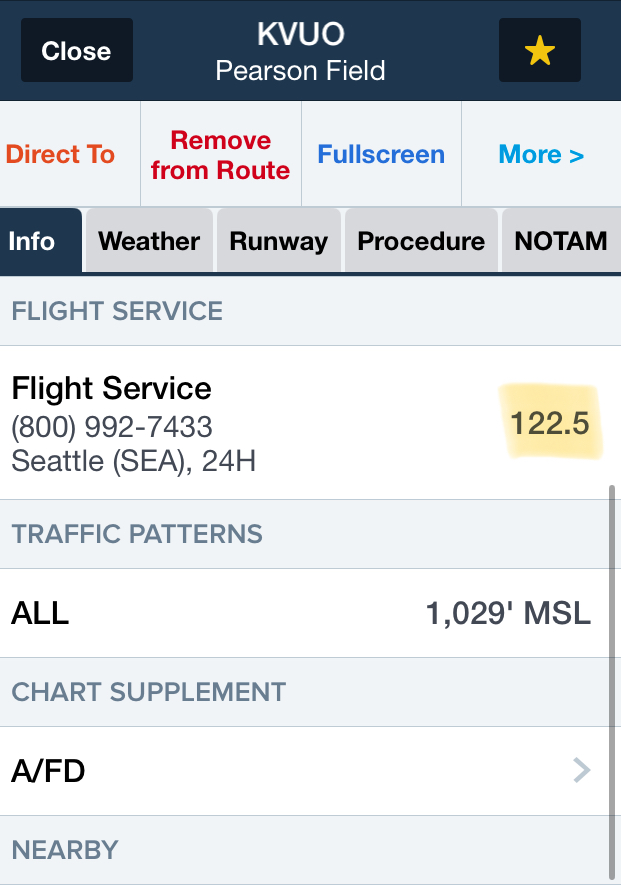 KVUO
Close
Pearson Field
Direct To
Remove
from Route
Fullscreen
More >
Info
Weather
Runway
Procedure
NOTAM
FLIGHT SERVICE
Flight Service
(800) 992-7433
122.5
Seattle (SEA), 24H
TRAFFIC PATTERNS
ALL
1,029' MSL
CHART SUPPLEMENT
A/FD
NEARBY